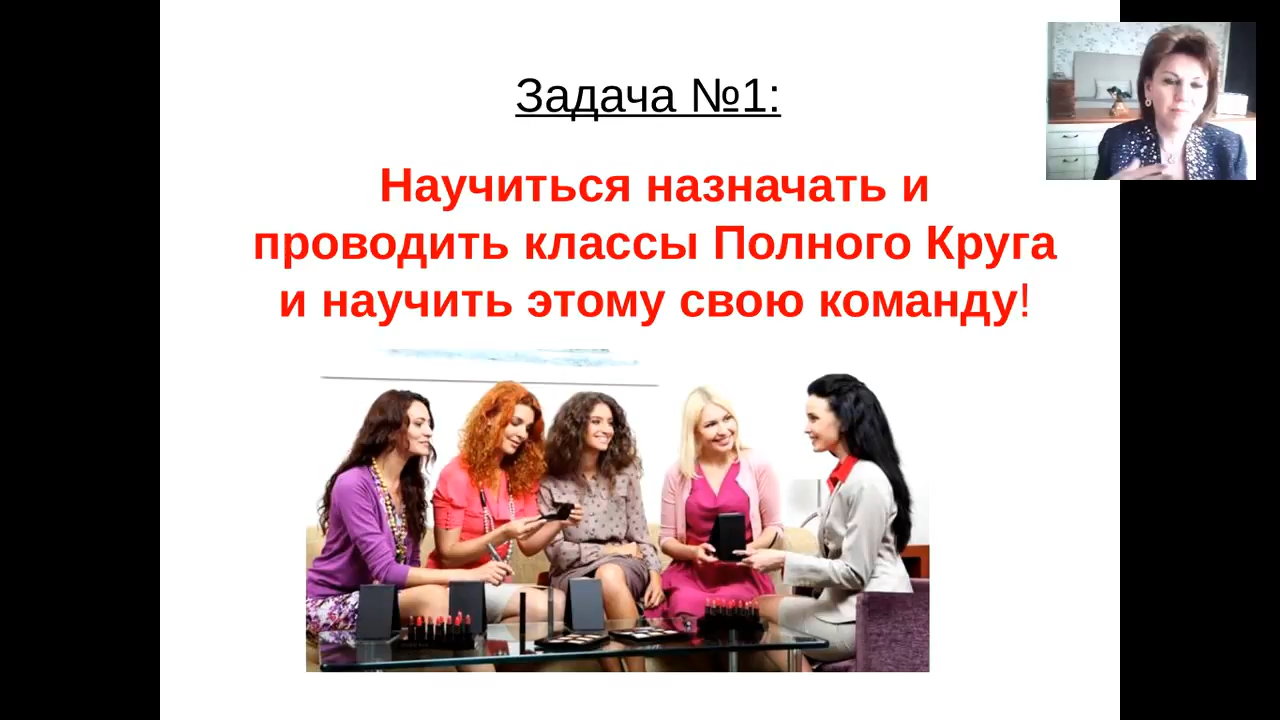 Задача №1:
Научиться назначать и
проводить классы Полного Круга
и научить этому свою команду!